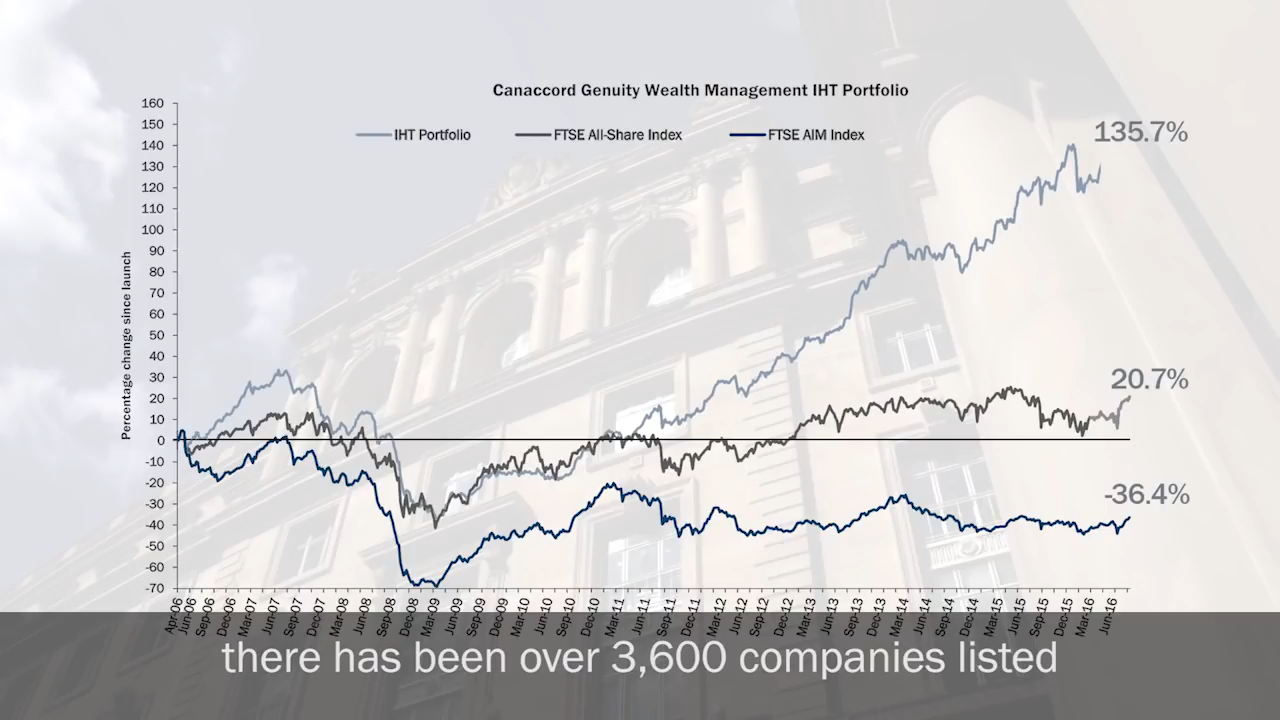 Canaccord Genuity Wealth Management IHT Portfolio
IHT Portfolio
FTSE All-Share Index
FTSE AIM Index
135.7%
20.7%
-36.4%
Percentage change since launch
160
150
140
130
120
110
100
90
80
70
60
50
40
30
20
10
0
-10
-20
-30
-40
-50
-60
-70
Apr-06
Jun-06
Sep-06
Dec-06
Mar-07
Jun-07
Sep-07
Dec-07
Mar-08
Jun-08
Sep-08
Dec-08
Mar-09
Jun-09
Sep-09
Dec-09
Mar-10
Jun-10
Sep-10
Dec-10
Mar-11
Jun-11
Sep-11
Dec-11
Mar-12
Jun-12
Sep-12
Dec-12
Mar-13
Jun-13
Sep-13
Dec-13
Mar-14
Jun-14
Sep-14
Dec-14
Mar-15
Jun-15
Sep-15
Dec-15
Mar-16
Jun-16
there has been over 3,600 companies listed